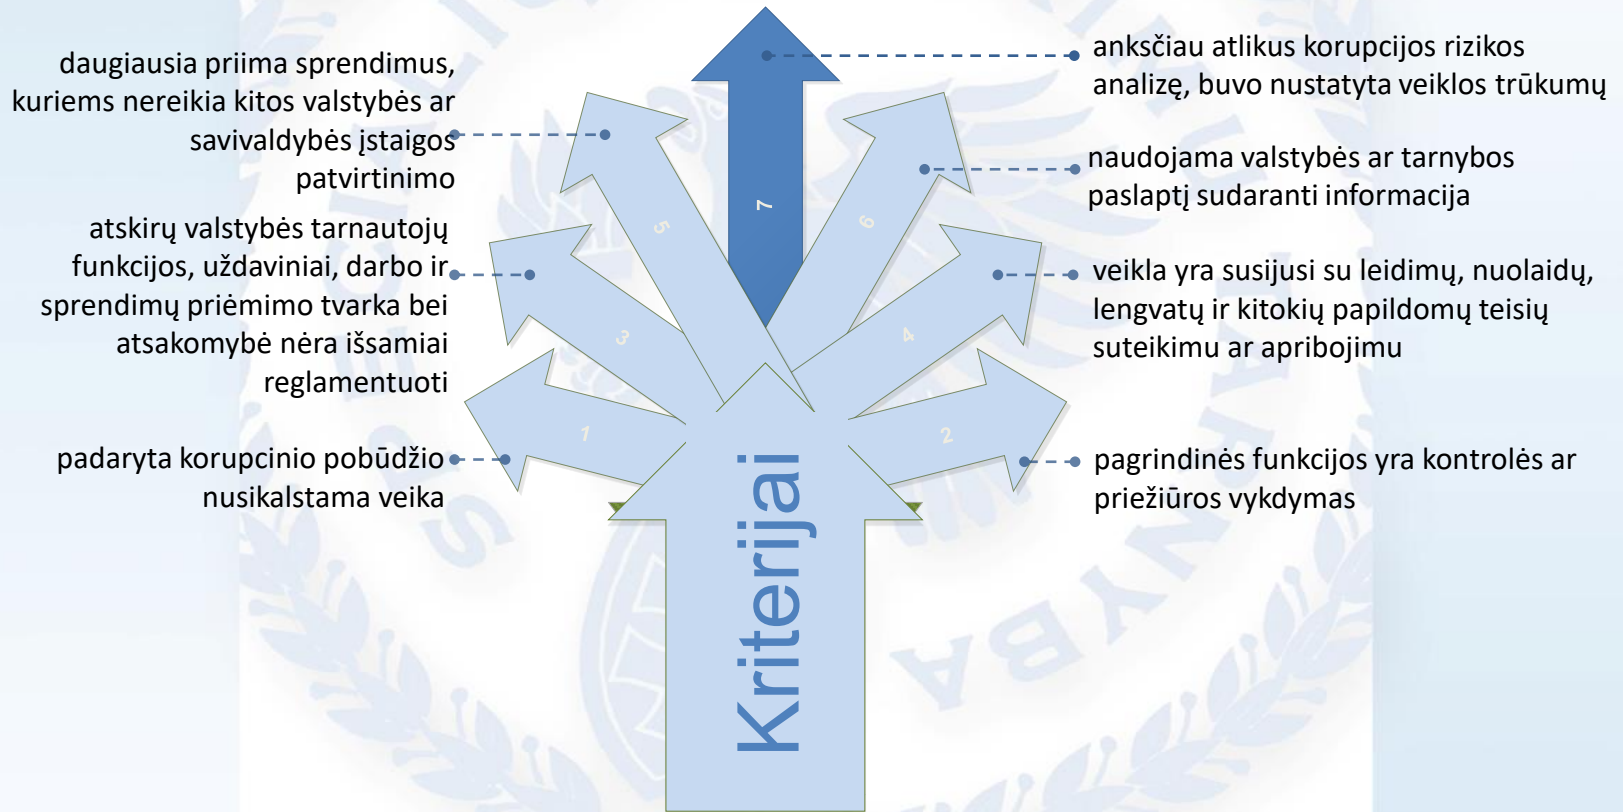 daugiausia priima sprendimus,
kuriems nereikia kitos valstybės ar
savivaldybės įstaigos
patvirtinimo
atskirų valstybės tarnautojų
funkcijos, uždaviniai, darbo ir
sprendimų priėmimo tvarka bei
atsakomybė nėra išsamiai
reglamentuoti
padaryta korupcinio pobūdžio
nusikalstama veika
anksčiau atlikus korupcijos rizikos
analizę, buvo nustatyta veiklos trūkumų
naudojama valstybės ar tarnybos
paslaptį sudaranti informacija
veikla yra susijusi su leidimų, nuolaidų,
lengvatų ir kitokių papildomų teisių
suteikimu ar apribojimu
pagrindinės funkcijos yra kontrolės ar
priežiūros vykdymas
1
2
3
4
5
6
7
Kriterijai
TARNYBA